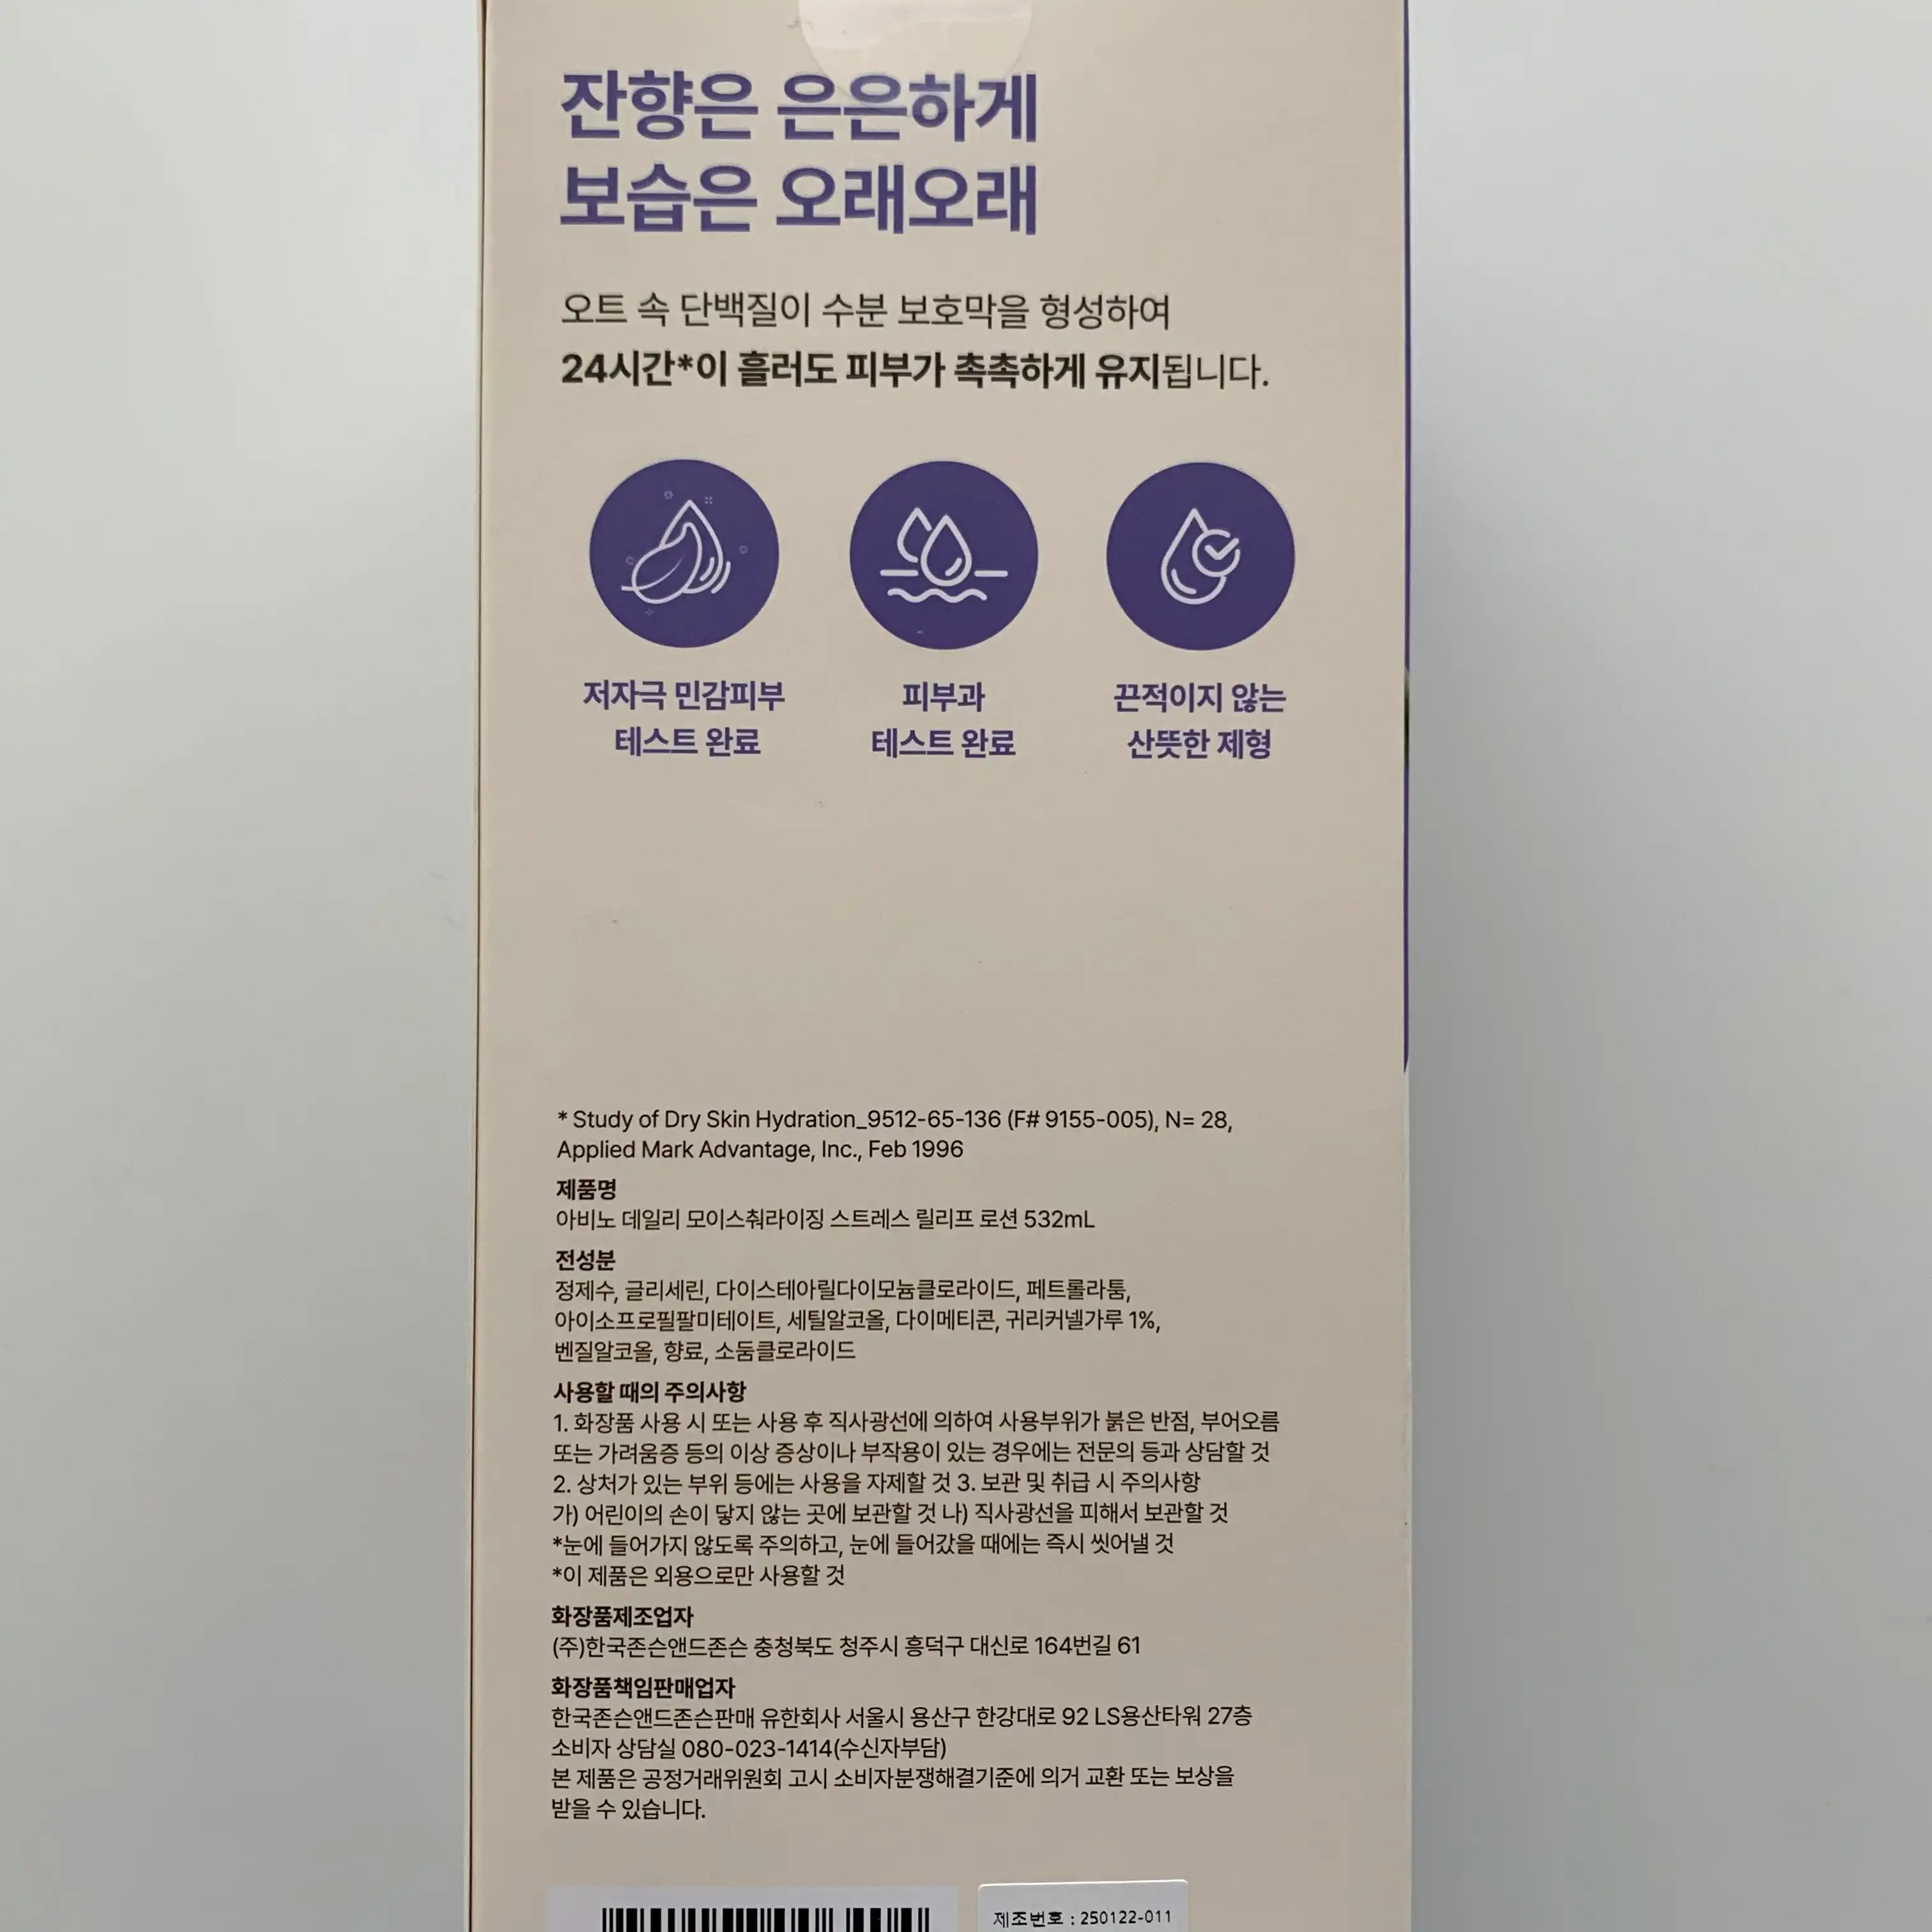 잔향은 은은하게
보습은 오래오래
오트 속 단백질이 수분 보호막을 형성하여
24시간*이 흘러도 피부가 촉촉하게 유지됩니다.
저자극 민감피부
테스트 완료
피부과
테스트 완료
끈적이지 않는
산뜻한 제형
* Study of Dry Skin Hydration_9512-65-136 (F# 9155-005), N= 28,
Applied Mark Advantage, Inc., Feb 1996
제품명
아비노 데일리 모이스춰라이징 스트레스 릴리프 로션 532mL
전성분
정제수, 글리세린, 다이스테아릴다이모늄클로라이드, 페트롤라툼,
아이소프로필팔미테이트, 세틸알코올, 다이메티콘, 귀리커넬가루 1%,
벤질알코올, 향료, 소듐클로라이드
사용할 때의 주의사항
1. 화장품 사용 시 또는 사용 후 직사광선에 의하여 사용부위가 붉은 반점, 부어오름
또는 가려움증 등의 이상 증상이나 부작용이 있는 경우에는 전문의 등과 상담할 것
2. 상처가 있는 부위 등에는 사용을 자제할 것 3. 보관 및 취급 시 주의사항
가) 어린이의 손이 닿지 않는 곳에 보관할 것 나) 직사광선을 피해서 보관할 것
*눈에 들어가지 않도록 주의하고, 눈에 들어갔을 때에는 즉시 씻어낼 것
*이 제품은 외용으로만 사용할 것
화장품제조업자
(주)한국존슨앤드존슨 충청북도 청주시 흥덕구 대신로 164번길 61
화장품책임판매업자
한국존슨앤드존슨판매 유한회사 서울시 용산구 한강대로 92 LS용산타워 27층
소비자 상담실 080-023-1414(수신자부담)
본 제품은 공정거래위원회 고시 소비자분쟁해결기준에 의거 교환 또는 보상을
받을 수 있습니다.
제조번호 : 250122-011